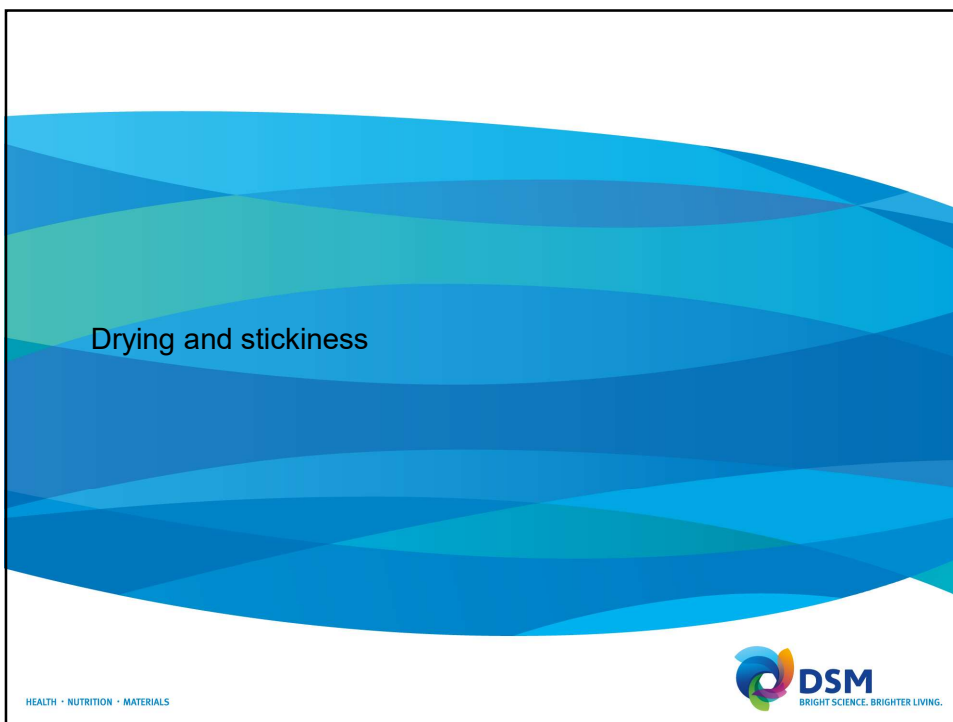 Drying and stickiness
HEALTH · NUTRITION · MATERIALS
DSM
BRIGHT SCIENCE. BRIGHTER LIVING.